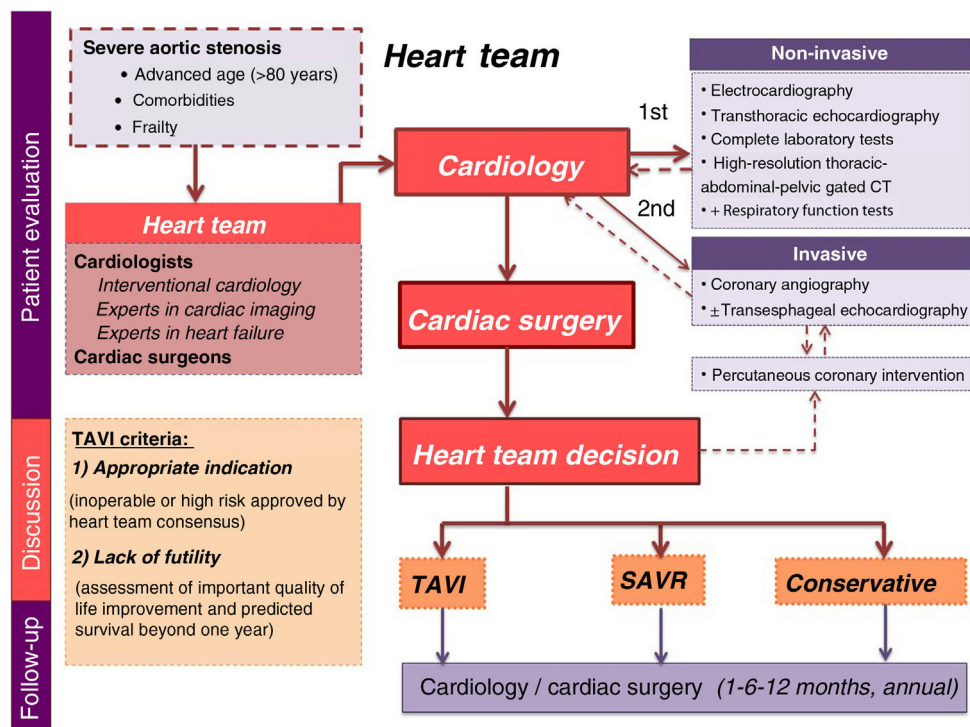 Patient evaluation
Discussion
Follow-up
Severe aortic stenosis
• Advanced age (>80 years)
• Comorbidities
• Frailty
Heart team
Heart team
Cardiologists
Interventional cardiology
Experts in cardiac imaging
Experts in heart failure
Cardiac surgeons
Cardiology
1st
2nd
Non-invasive
• Electrocardiography
• Transthoracic echocardiography
• Complete laboratory tests
• High-resolution thoracic-
abdominal-pelvic gated CT
• + Respiratory function tests
Invasive
• Coronary angiography
• ± Transesphageal echocardiography
• Percutaneous coronary intervention
Cardiac surgery
Heart team decision
TAVI criteria:
1) Appropriate indication
(inoperable or high risk approved by
heart team consensus)
2) Lack of futility
(assessment of important quality of
life improvement and predicted
survival beyond one year)
TAVI
SAVR
Conservative
Cardiology / cardiac surgery (1-6-12 months, annual)